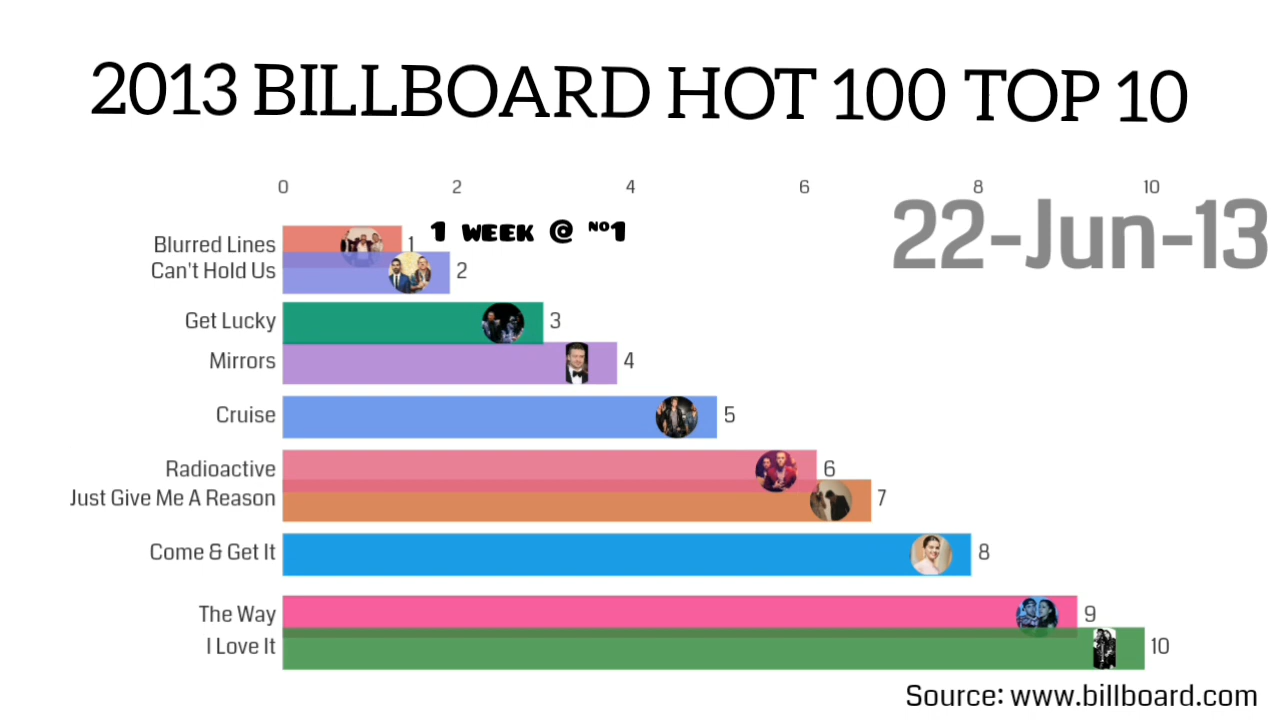 2013 BILLBOARD HOT 100 TOP 10
0 2 4 6 8 10
22-Jun-13
Blurred Lines 1 1 WEEK @ Nº1
Can't Hold Us 2
Get Lucky 3
Mirrors 4
Cruise 5
Radioactive 6
Just Give Me A Reason 7
Come & Get It 8
The Way 9
I Love It 10
Source: www.billboard.com